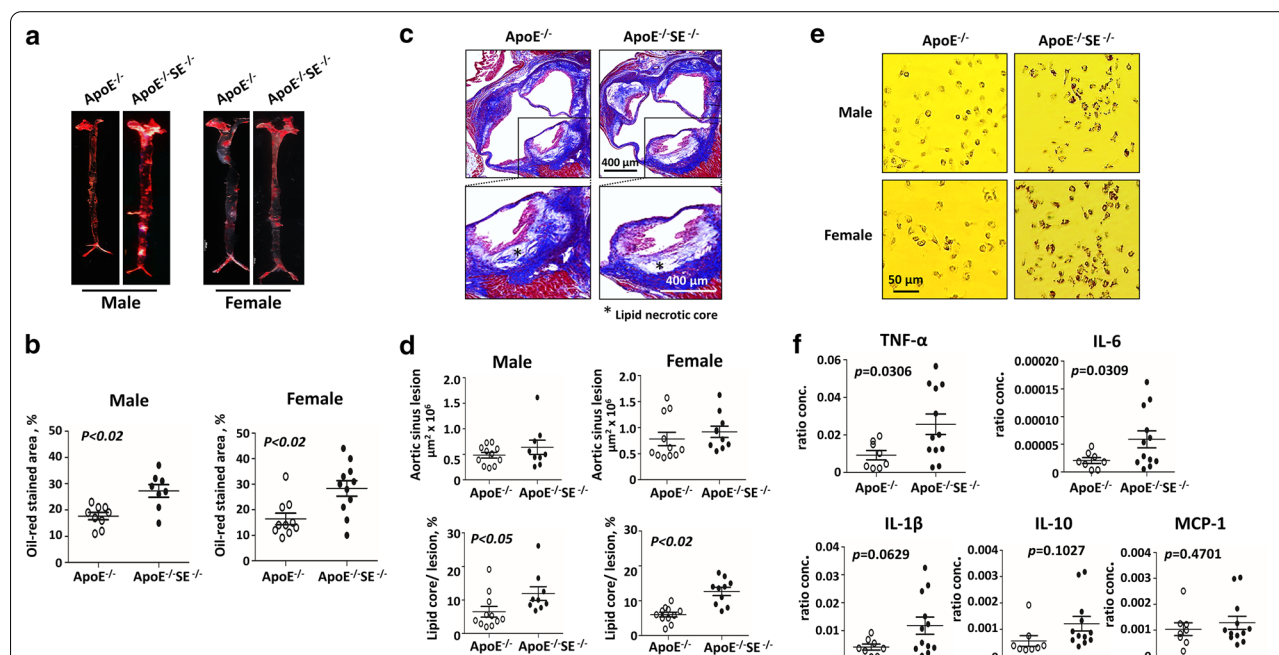 a
ApoE-/-
ApoE-/-SE-/-
ApoE-/-
ApoE-/-SE-/-
Male
Female
b
Male
Female
Oil-red stained area , %
50
40
30
20
10
0
P<0.02
ApoE-/-
ApoE-/-SE-/-
Oil-red stained area, %
50
40
30
20
10
0
P<0.02
ApoE-/-
ApoE-/-SE-/-
c
ApoE-/-
ApoE-/-SE-/-
400 μm
*
*
400 μm
* Lipid necrotic core
d
Male
Female
Aortic sinus lesion
μm² x 10⁶
2.0
1.5
1.0
0.5
0
ApoE-/-
ApoE-/-SE-/-
Aortic sinus lesion
μm² x 10⁶
2.0
1.5
1.0
0.5
0
ApoE-/-
ApoE-/-SE-/-
Lipid core/ lesion, %
30
20
10
0
P<0.05
ApoE-/-
ApoE-/-SE-/-
Lipid core/ lesion, %
30
20
10
0
P<0.02
ApoE-/-
ApoE-/-SE-/-
e
ApoE-/-
ApoE-/-SE-/-
Male
Female
50 μm
f
TNF-α
ratio conc.
0.06
0.04
0.02
0
p=0.0306
ApoE-/-
ApoE-/-SE-/-
IL-6
ratio conc.
0.00020
0.00015
0.00010
0.00005
0
p=0.0309
ApoE-/-
ApoE-/-SE-/-
IL-1β
ratio conc.
0.04
0.03
0.02
0.01
p=0.0629
IL-10
ratio conc.
0.004
0.003
0.002
0.001
p=0.1027
MCP-1
ratio conc.
0.004
0.003
0.002
0.001
p=0.4701